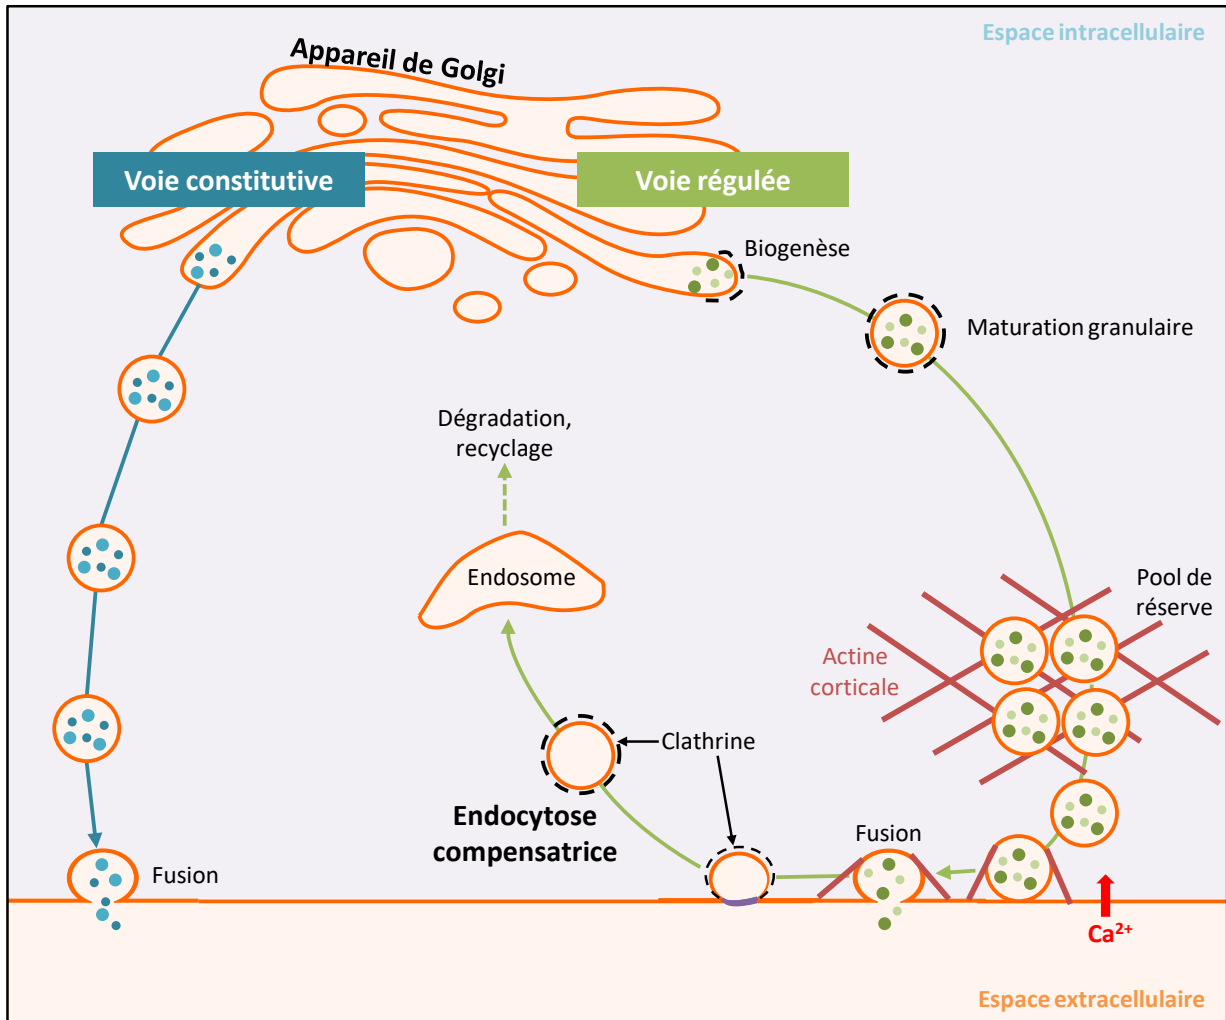 Espace intracellulaire
Appareil de Golgi
Voie constitutive
Voie régulée
Biogenèse
Maturation granulaire
Dégradation,
recyclage
Endosome
Pool de
réserve
Actine
corticale
Clathrine
Endocytose
compensatrice
Fusion
Fusion
Ca²⁺
Espace extracellulaire